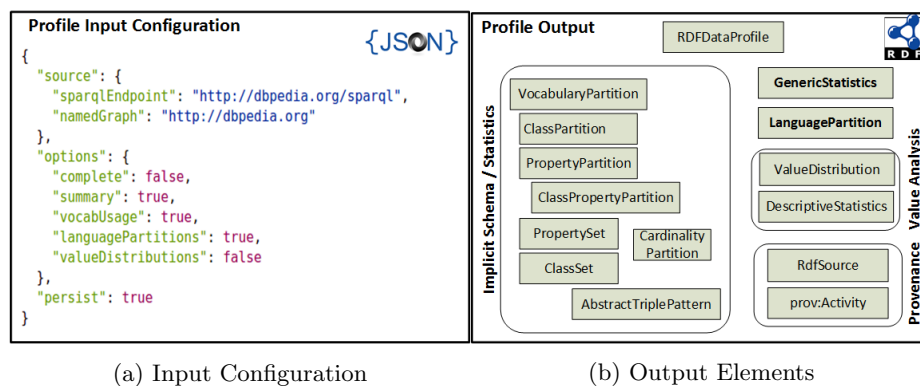 Profile Input Configuration
{JSON}
{
"source": {
"sparqlEndpoint": "http://dbpedia.org/sparql",
"namedGraph": "http://dbpedia.org"
},
"options": {
"complete": false,
"summary": true,
"vocabUsage": true,
"languagePartitions": true,
"valueDistributions": false
},
"persist": true
}
(a) Input Configuration
Profile Output
RDFDataProfile
RDF
Implicit Schema / Statistics
VocabularyPartition
ClassPartition
PropertyPartition
ClassPropertyPartition
PropertySet
Cardinality
Partition
ClassSet
AbstractTriplePattern
GenericStatistics
LanguagePartition
ValueDistribution
DescriptiveStatistics
Value Analysis
RdfSource
prov:Activity
Provenance
(b) Output Elements